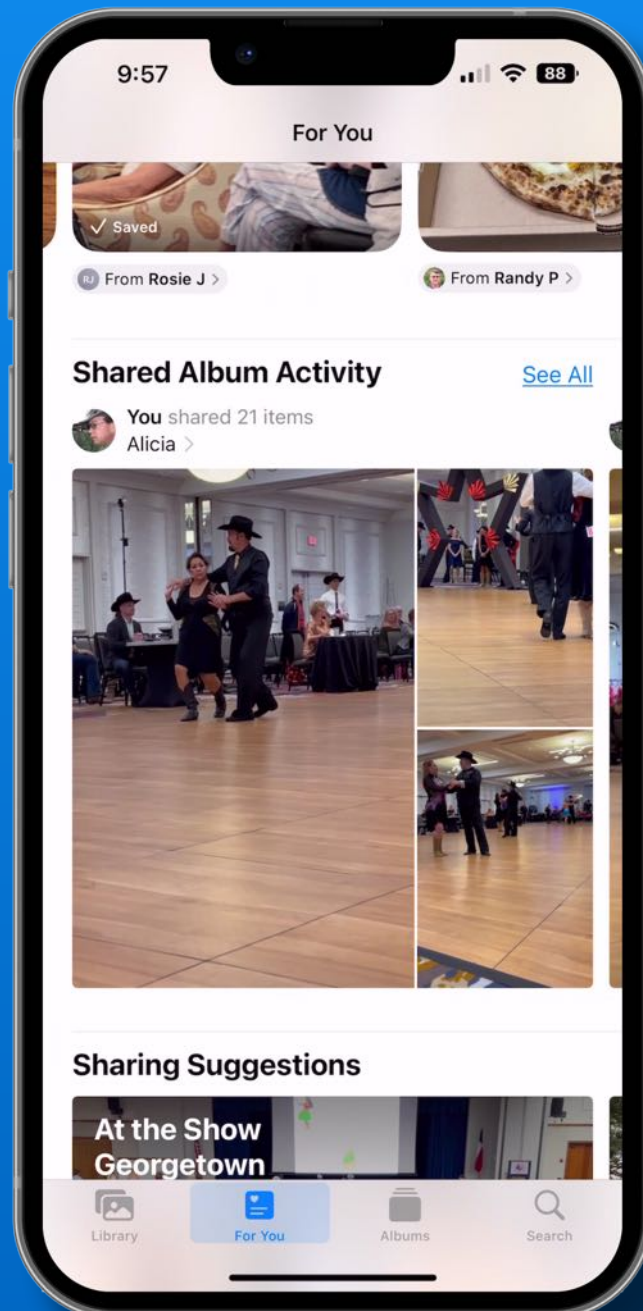 9:57
88
For You
Saved
RJ From Rosie J >
From Randy P >
Shared Album Activity
See All
You shared 21 items
Alicia >
Sharing Suggestions
At the Show
Georgetown
Library
For You
Albums
Search